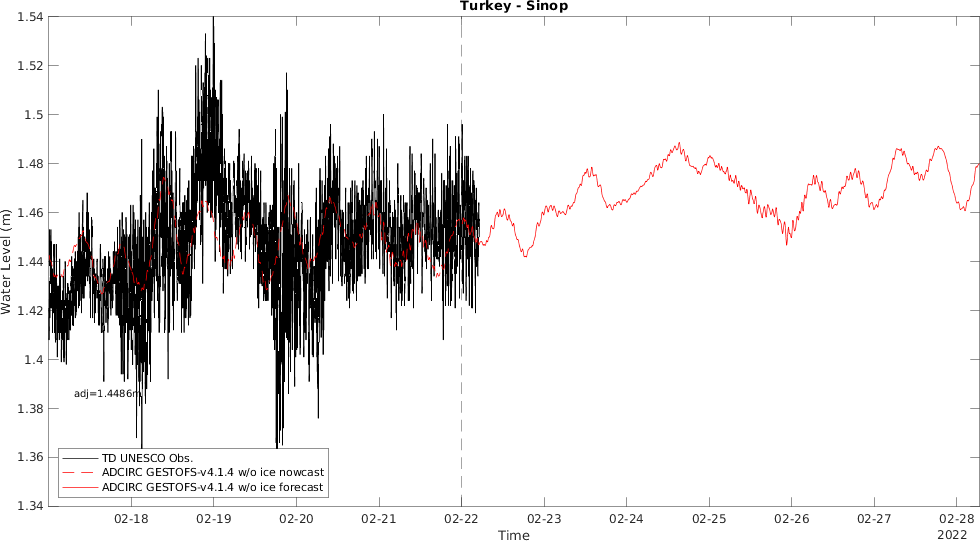 Turkey - Sinop
1.54
1.52
1.5
1.48
1.46
1.44
1.42
1.4
1.38
1.36
1.34
Water Level (m)
adj=1.4486m
TD UNESCO Obs.
ADCIRC GESTOFS-v4.1.4 w/o ice nowcast
ADCIRC GESTOFS-v4.1.4 w/o ice forecast
02-18 02-19 02-20 02-21 02-22 02-23 02-24 02-25 02-26 02-27 02-28
Time
2022